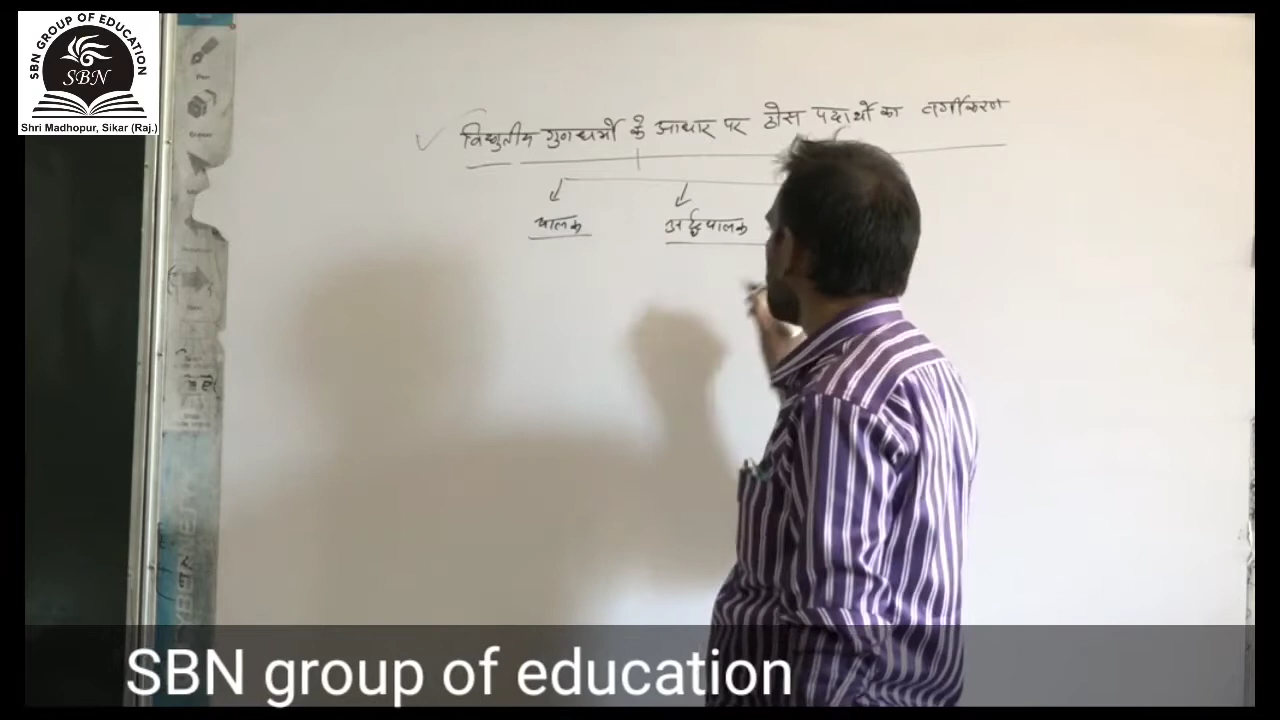 SBN GROUP OF EDUCATION
SBN
Shri Madhopur, Sikar (Raj.)
विद्युतीय गुणधर्मो के आधार पर ठोस पदार्थो का वर्गीकरण
चालक
अर्द्धचालक
SBN group of education